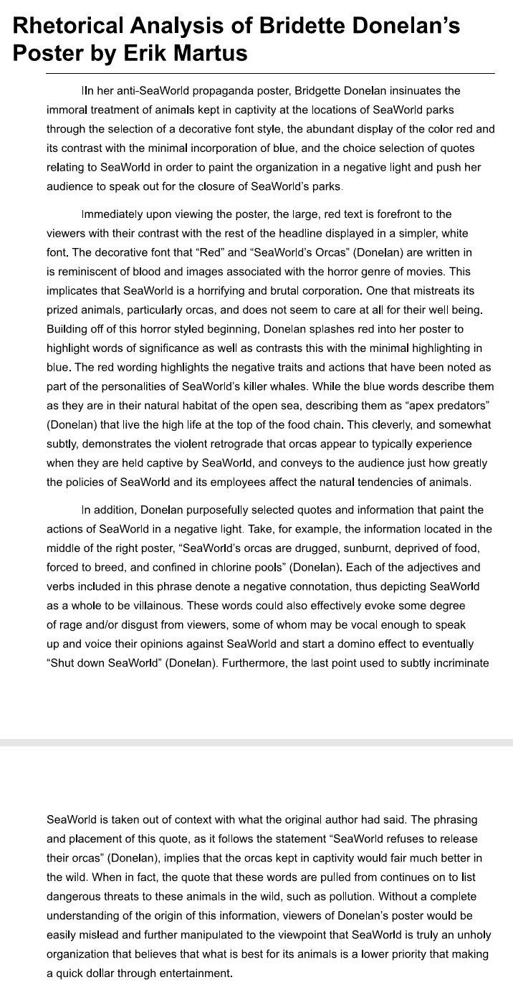 Rhetorical Analysis of Bridette Donelan’s
Poster by Erik Martus
IIn her anti-SeaWorld propaganda poster, Bridgette Donelan insinuates the
immoral treatment of animals kept in captivity at the locations of SeaWorld parks
through the selection of a decorative font style, the abundant display of the color red and
its contrast with the minimal incorporation of blue, and the choice selection of quotes
relating to SeaWorld in order to paint the organization in a negative light and push her
audience to speak out for the closure of SeaWorld’s parks.
Immediately upon viewing the poster, the large, red text is forefront to the
viewers with their contrast with the rest of the headline displayed in a simpler, white
font. The decorative font that “Red” and “SeaWorld’s Orcas” (Donelan) are written in
is reminiscent of blood and images associated with the horror genre of movies. This
implicates that SeaWorld is a horrifying and brutal corporation. One that mistreats its
prized animals, particularly orcas, and does not seem to care at all for their well being.
Building off of this horror styled beginning, Donelan splashes red into her poster to
highlight words of significance as well as contrasts this with the minimal highlighting in
blue. The red wording highlights the negative traits and actions that have been noted as
part of the personalities of SeaWorld’s killer whales. While the blue words describe them
as they are in their natural habitat of the open sea, describing them as “apex predators”
(Donelan) that live the high life at the top of the food chain. This cleverly, and somewhat
subtly, demonstrates the violent retrograde that orcas appear to typically experience
when they are held captive by SeaWorld, and conveys to the audience just how greatly
the policies of SeaWorld and its employees affect the natural tendencies of animals.
In addition, Donelan purposefully selected quotes and information that paint the
actions of SeaWorld in a negative light. Take, for example, the information located in the
middle of the right poster, “SeaWorld’s orcas are drugged, sunburnt, deprived of food,
forced to breed, and confined in chlorine pools” (Donelan). Each of the adjectives and
verbs included in this phrase denote a negative connotation, thus depicting SeaWorld
as a whole to be villainous. These words could also effectively evoke some degree
of rage and/or disgust from viewers, some of whom may be vocal enough to speak
up and voice their opinions against SeaWorld and start a domino effect to eventually
“Shut down SeaWorld” (Donelan). Furthermore, the last point used to subtly incriminate
SeaWorld is taken out of context with what the original author had said. The phrasing
and placement of this quote, as it follows the statement “SeaWorld refuses to release
their orcas” (Donelan), implies that the orcas kept in captivity would fair much better in
the wild. When in fact, the quote that these words are pulled from continues on to list
dangerous threats to these animals in the wild, such as pollution. Without a complete
understanding of the origin of this information, viewers of Donelan’s poster would be
easily mislead and further manipulated to the viewpoint that SeaWorld is truly an unholy
organization that believes that what is best for its animals is a lower priority that making
a quick dollar through entertainment.